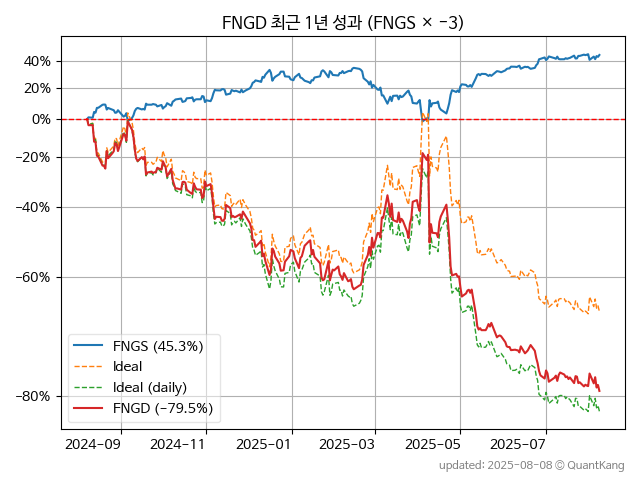 FNGD 최근 1년 성과 (FNGS × −3)
40%
20%
0%
−20%
−40%
−60%
−80%
FNGS (45.3%)
Ideal
Ideal (daily)
FNGD (−79.5%)
2024−09
2024−11
2025−01
2025−03
2025−05
2025−07
updated: 2025−08−08 © QuantKang